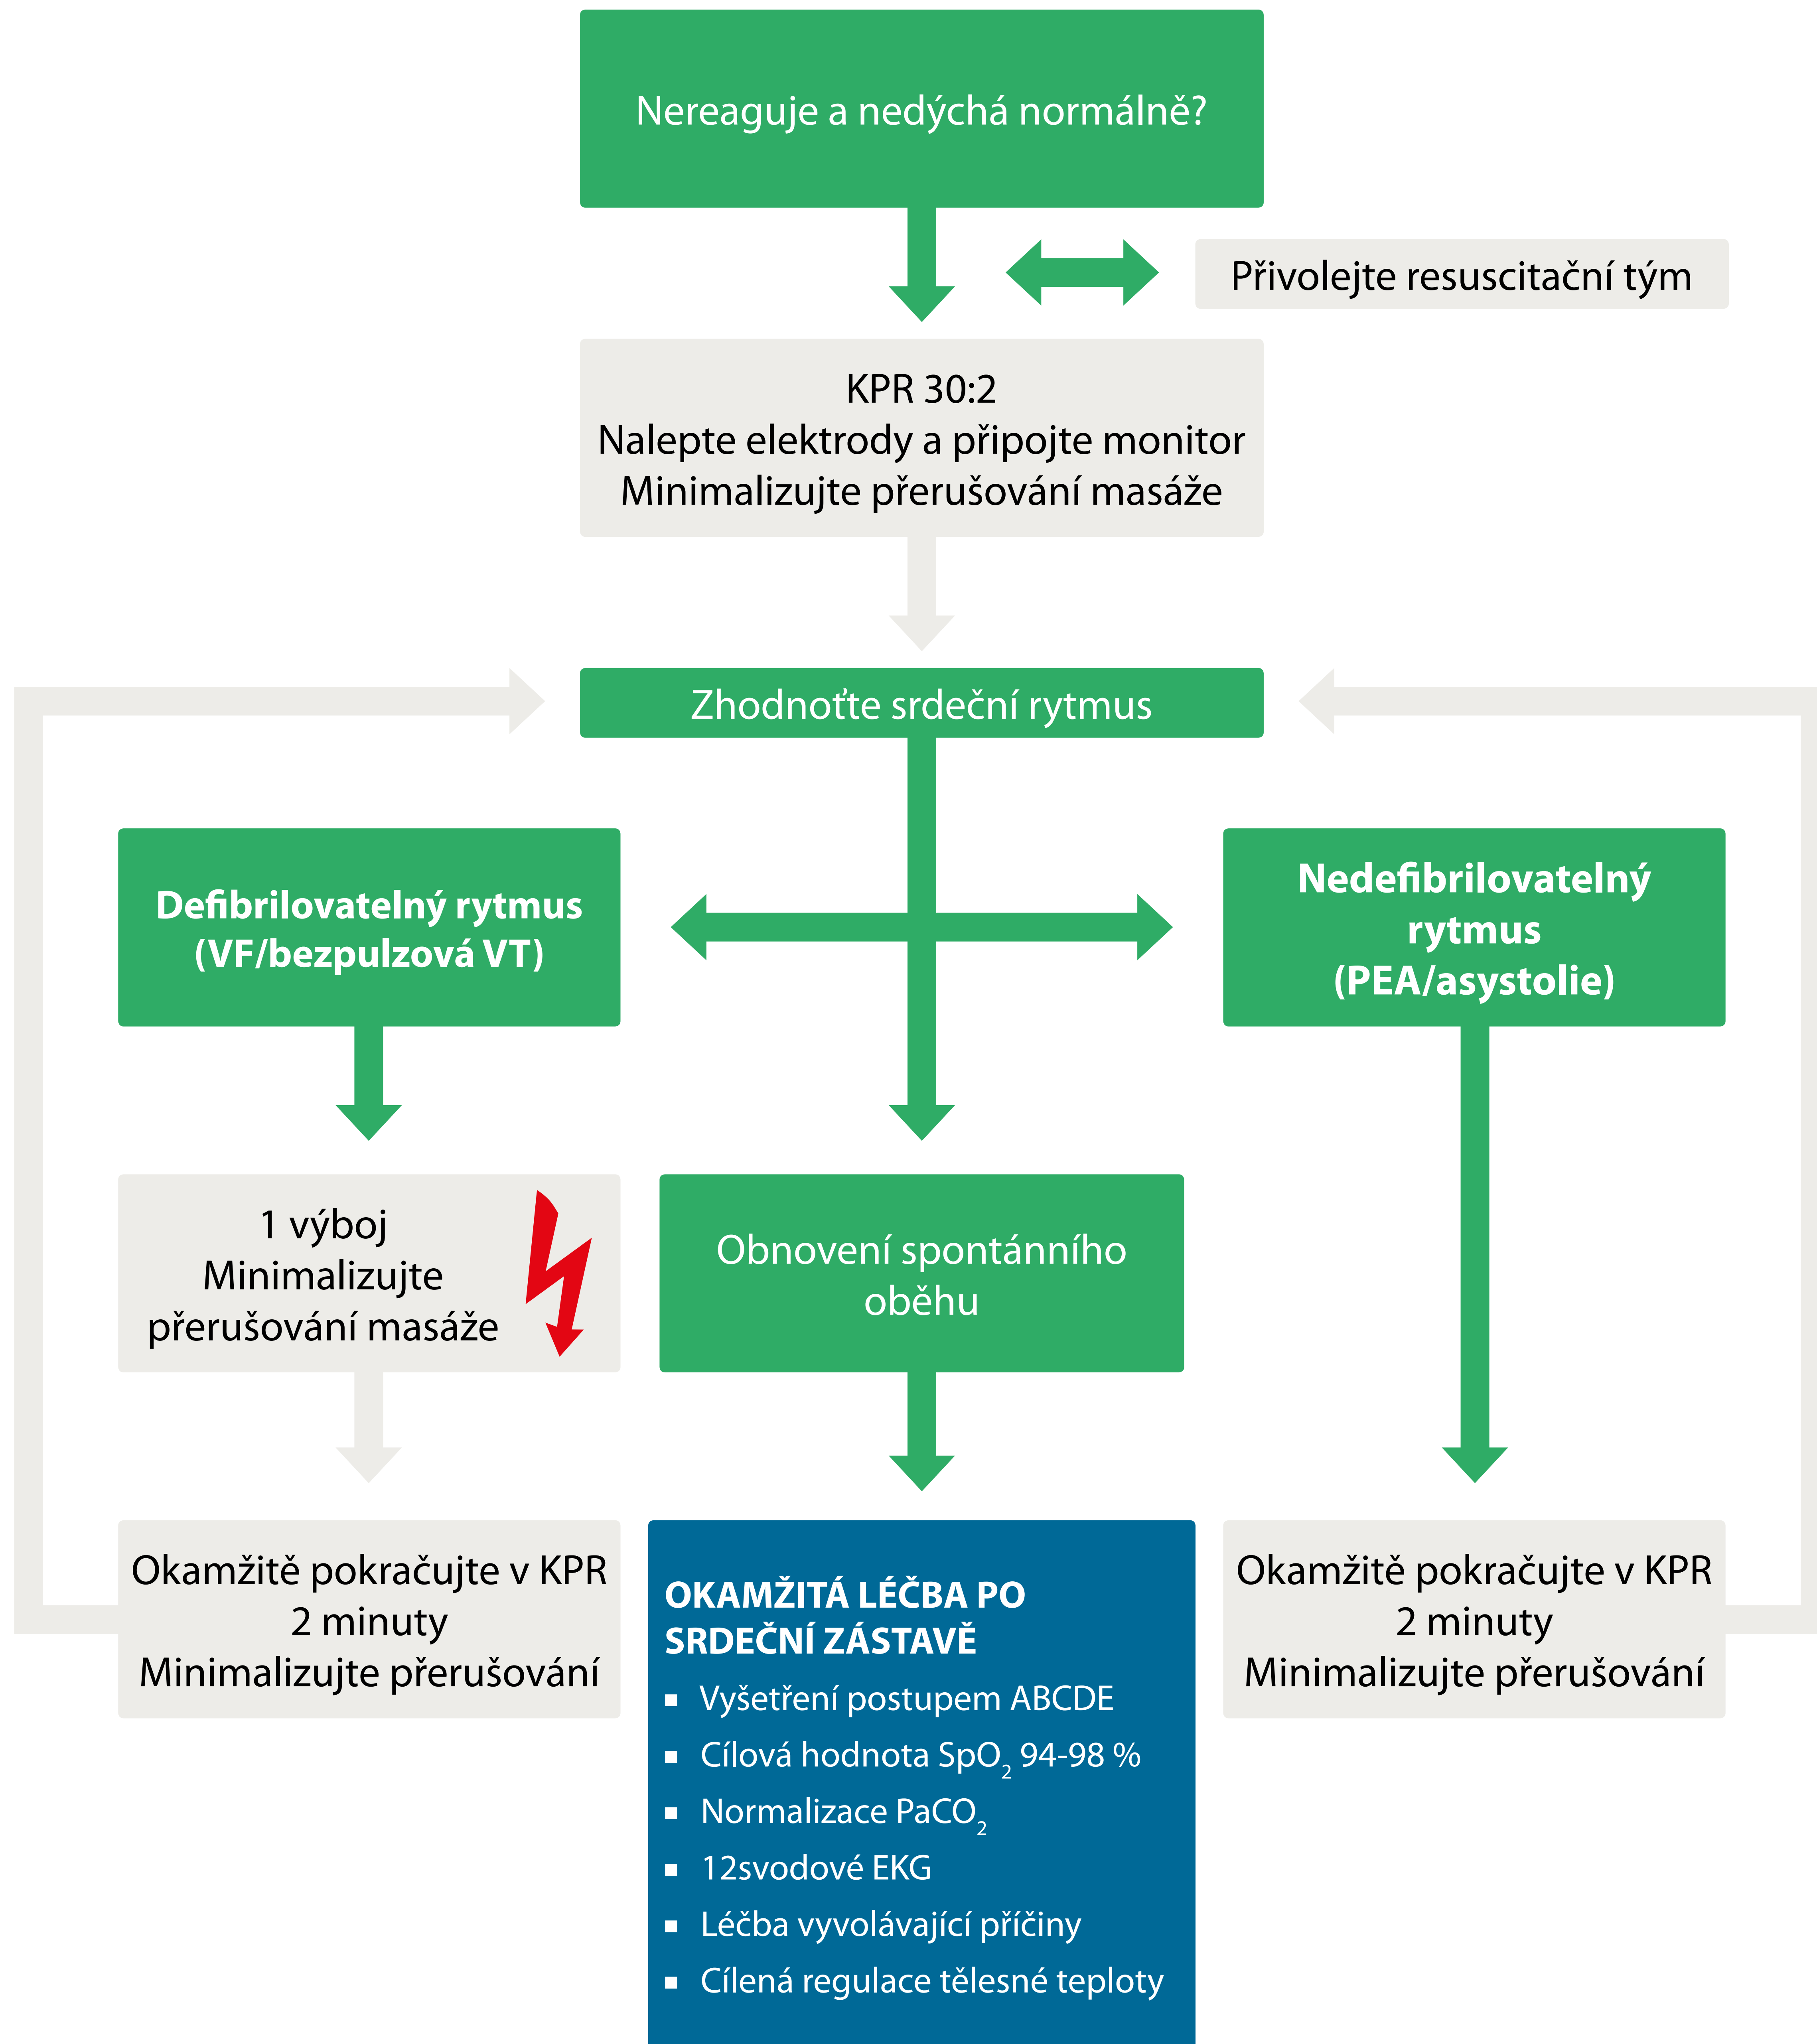 Nereaguje a nedýchá normálně?
Přivolejte resuscitační tým
KPR 30:2
Nalepte elektrody a připojte monitor
Minimalizujte přerušování masáže
Zhodnoťte srdeční rytmus
Defibrilovatelný rytmus
(VF/bezpulzová VT)
Nedefibrilovatelný
rytmus
(PEA/asystolie)
1 výboj
Minimalizujte
přerušování masáže
Obnovení spontánního
oběhu
Okamžitě pokračujte v KPR
2 minuty
Minimalizujte přerušování
OKAMŽITÁ LÉČBA PO
SRDEČNÍ ZÁSTAVĚ
▪ Vyšetření postupem ABCDE
▪ Cílová hodnota SpO₂ 94-98 %
▪ Normalizace PaCO₂
▪ 12svodové EKG
▪ Léčba vyvolávající příčiny
▪ Cílená regulace tělesné teploty
Okamžitě pokračujte v KPR
2 minuty
Minimalizujte přerušování